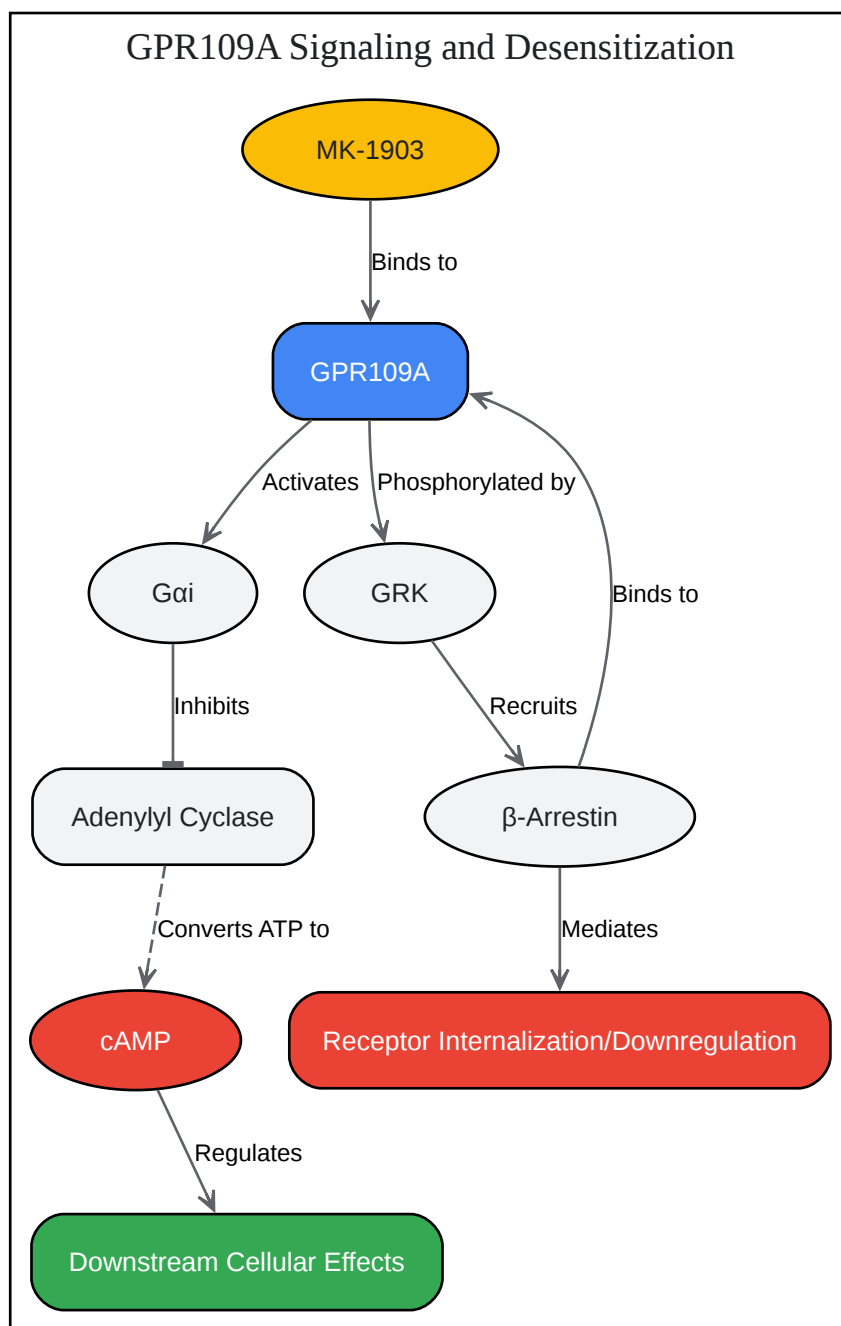 GPR109A Signaling and Desensitization
MK-1903
Binds to
GPR109A
Activates
Phosphorylated by
Gαi
GRK
Binds to
Inhibits
Recruits
Adenylyl Cyclase
β-Arrestin
Converts ATP to
Mediates
cAMP
Receptor Internalization/Downregulation
Regulates
Downstream Cellular Effects